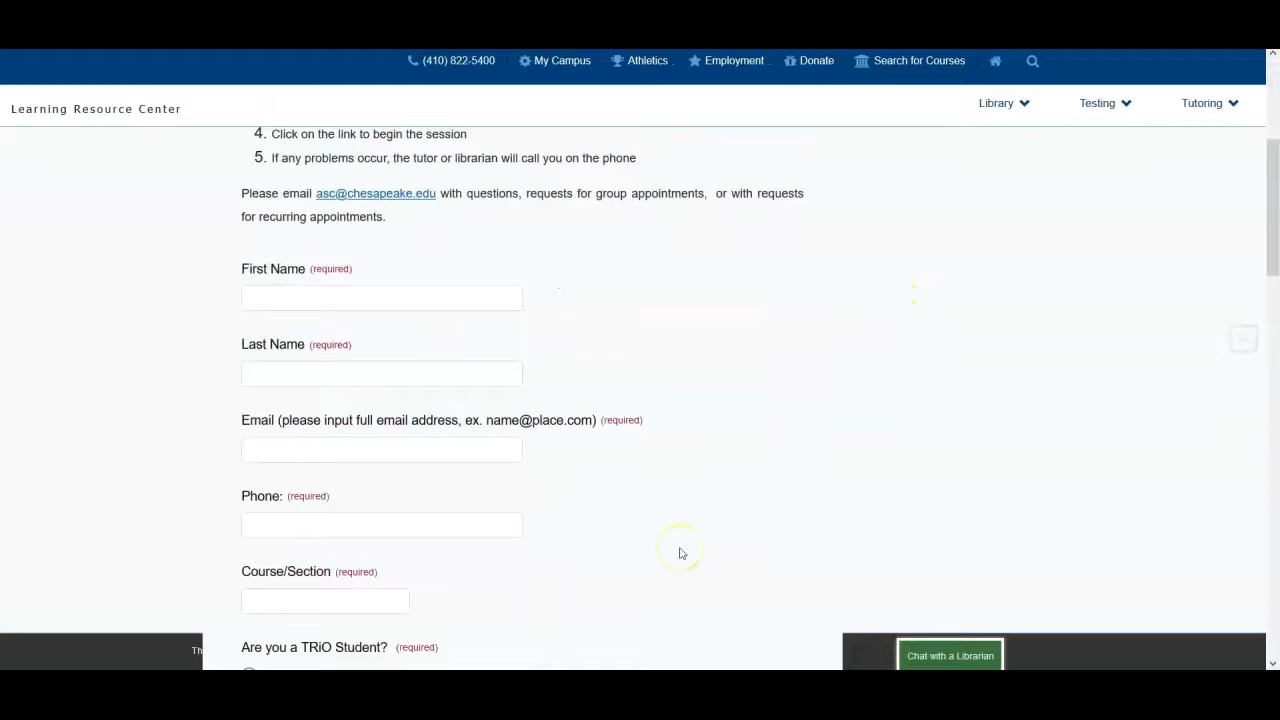 (410) 822-5400 My Campus Athletics Employment Donate Search for Courses
Learning Resource Center Library Testing Tutoring
4. Click on the link to begin the session
5. If any problems occur, the tutor or librarian will call you on the phone
Please email asc@chesapeake.edu with questions, requests for group appointments, or with requests
for recurring appointments.
First Name (required)
Last Name (required)
Email (please input full email address, ex. name@place.com) (required)
Phone: (required)
Course/Section (required)
Are you a TRiO Student? (required)
Th
Chat with a Librarian